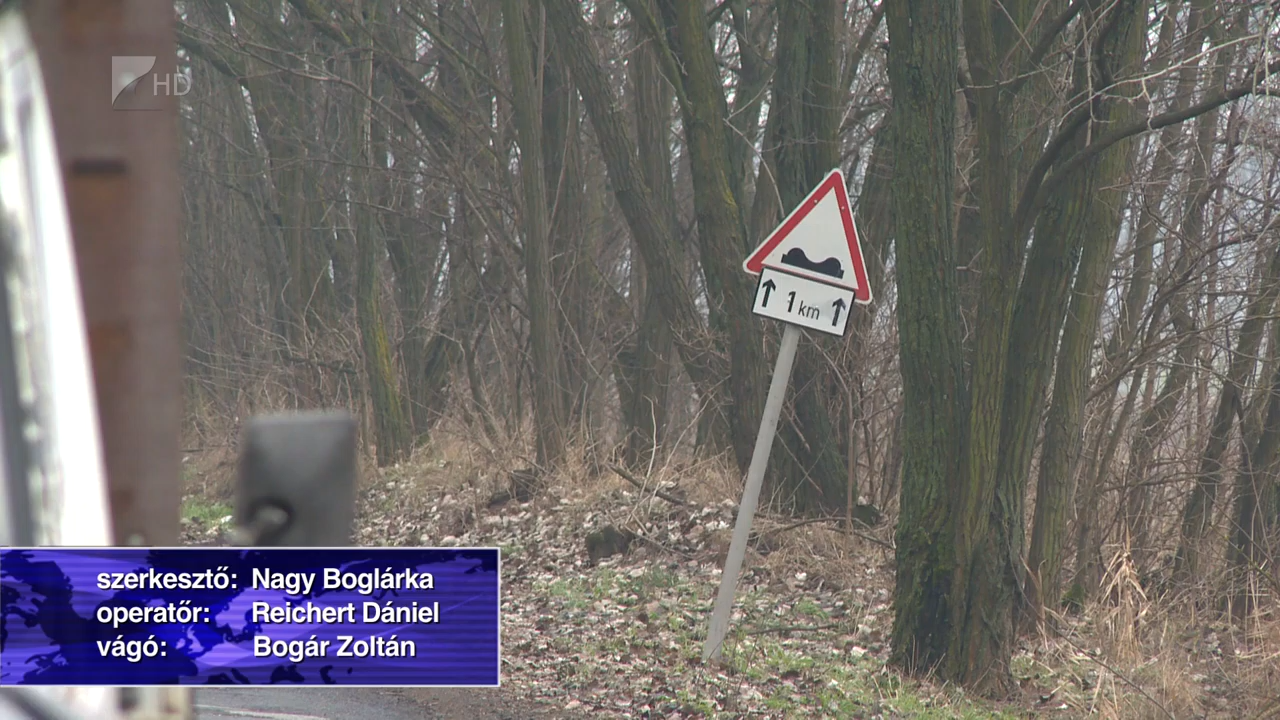 HD
1 km
szerkesztő: Nagy Boglárka
operatőr: Reichert Dániel
vágó: Bogár Zoltán